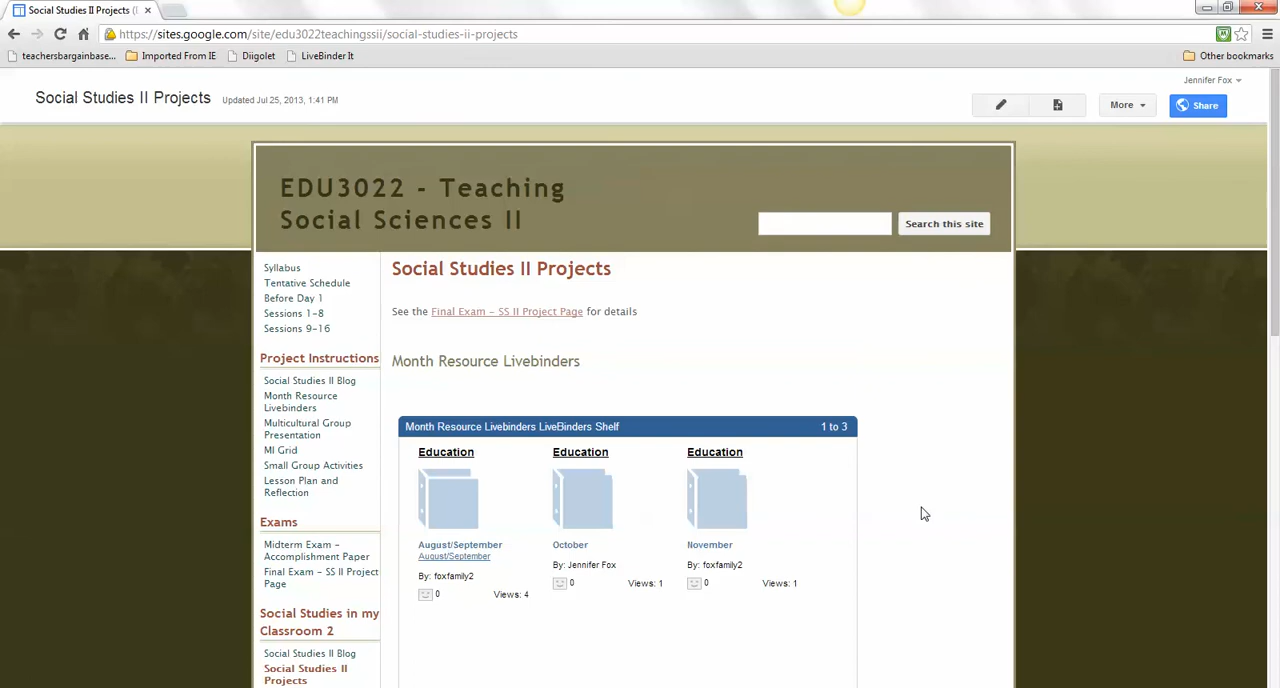 Social Studies II Projects (
https://sites.google.com/site/edu3022teachingssii/social-studies-ii-projects
teachersbargainbase... Imported From IE Diigolet LiveBinder It Other bookmarks
Jennifer Fox
Social Studies II Projects Updated Jul 25, 2013, 1:41 PM
More Share
EDU3022 - Teaching
Social Sciences II
Search this site
Syllabus
Tentative Schedule
Before Day 1
Sessions 1-8
Sessions 9-16
Project Instructions
Social Studies II Blog
Month Resource
Livebinders
Multicultural Group
Presentation
MI Grid
Small Group Activities
Lesson Plan and
Reflection
Exams
Midterm Exam -
Accomplishment Paper
Final Exam - SS II Project
Page
Social Studies in my
Classroom 2
Social Studies II Blog
Social Studies II
Projects
Social Studies II Projects
See the Final Exam - SS II Project Page for details
Month Resource Livebinders
Month Resource Livebinders LiveBinders Shelf 1 to 3
Education Education Education
August/September October November
August/September
By: foxfamily2 By: Jennifer Fox By: foxfamily2
0 Views: 4 0 Views: 1 0 Views: 1